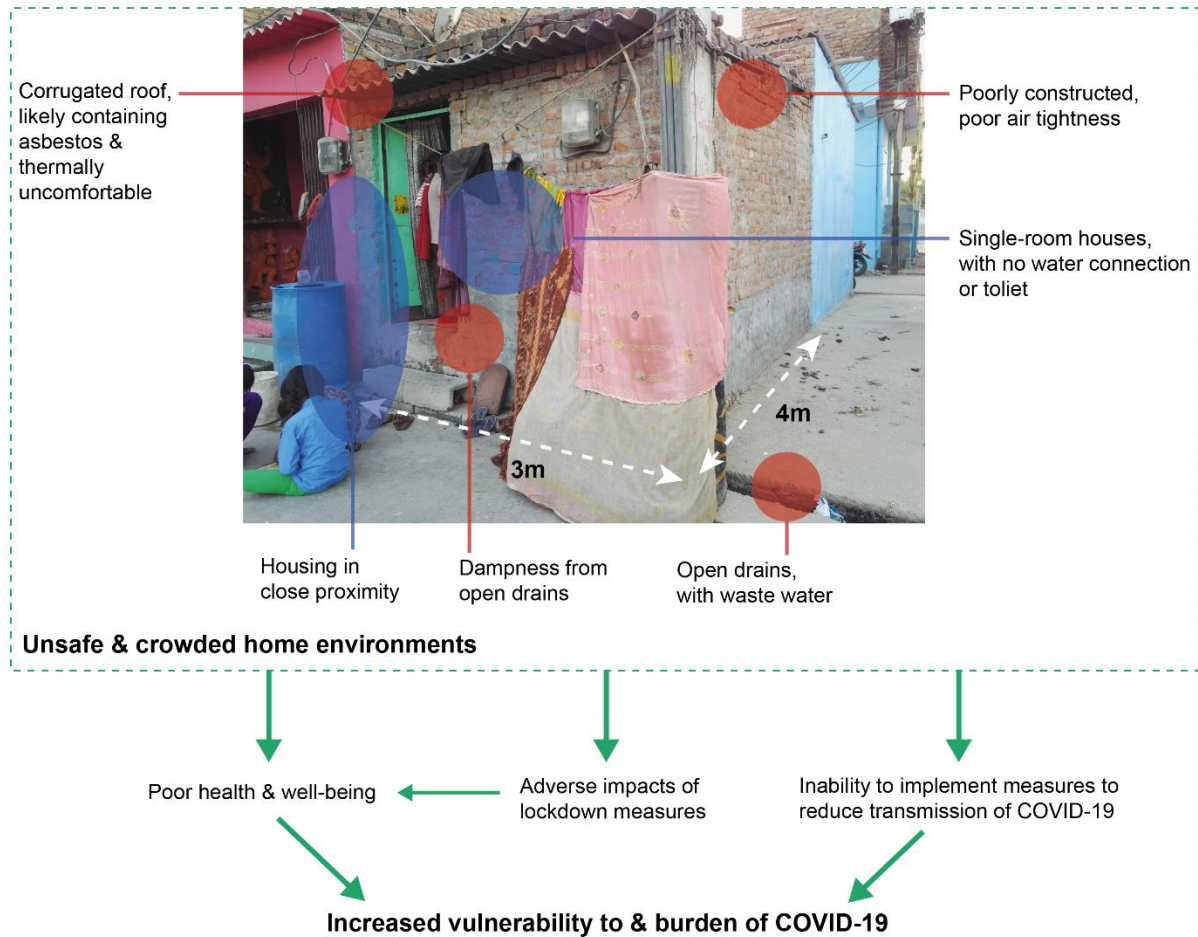 Corrugated roof,
likely containing
asbestos &
thermally
uncomfortable
Poorly constructed,
poor air tightness
Single-room houses,
with no water connection
or toliet
4m
3m
Housing in
close proximity
Dampness from
open drains
Open drains,
with waste water
Unsafe & crowded home environments
Poor health & well-being
Adverse impacts of
lockdown measures
Inability to implement measures to
reduce transmission of COVID-19
Increased vulnerability to & burden of COVID-19